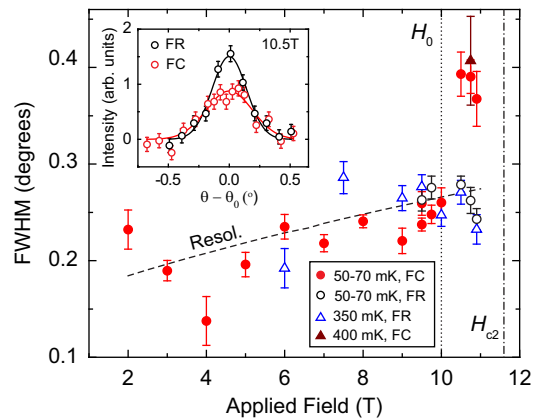 0.4
0.3
0.2
0.1
FWHM (degrees)
2
4
6
8
10
12
Applied Field (T)
H0
Hc2
Resol.
50-70 mK, FC
50-70 mK, FR
350 mK, FR
400 mK, FC
FR
FC
10.5T
Intensity (arb. units)
2
1
0
-0.5
0.0
0.5
θ − θ0 (°)